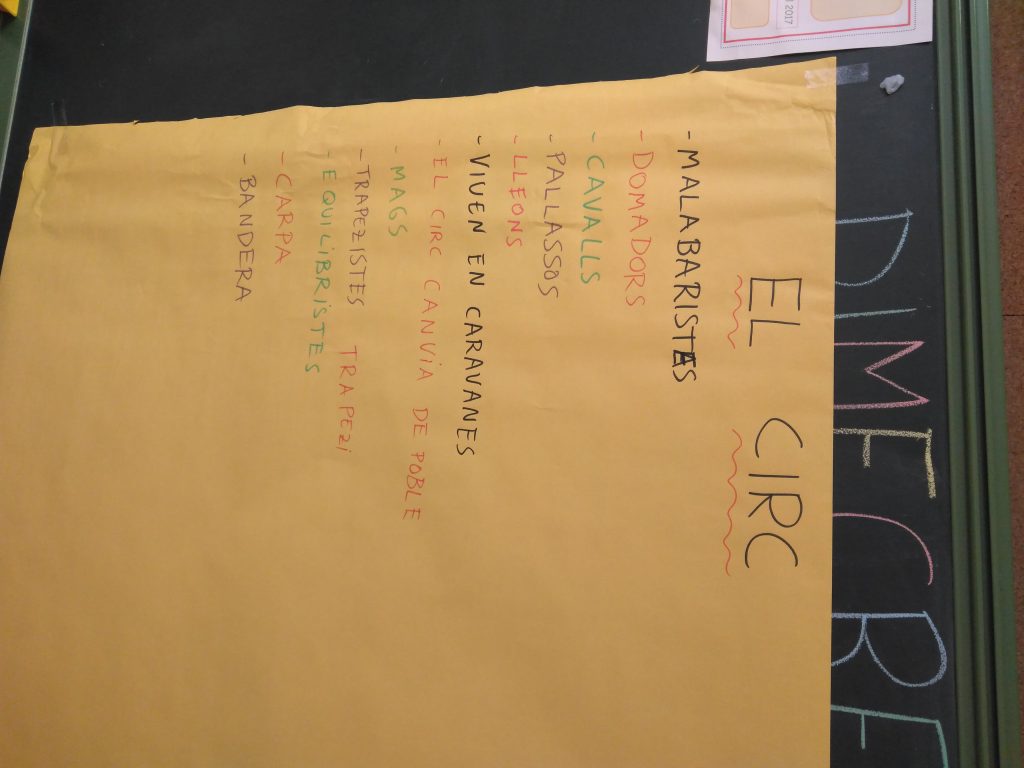 2017
DIMECRE
EL CIRC
- MALABARISTES
- DOMADORS
- CAVALLS
- PALLASSOS
- LLEONS
- VIUEN EN CARAVANES
- EL CIRC CANVIA DE POBLE
- MAGS
- TRAPEZISTES TRAPEZI
- EQUILIBRISTES
- CARPA
- BANDERA